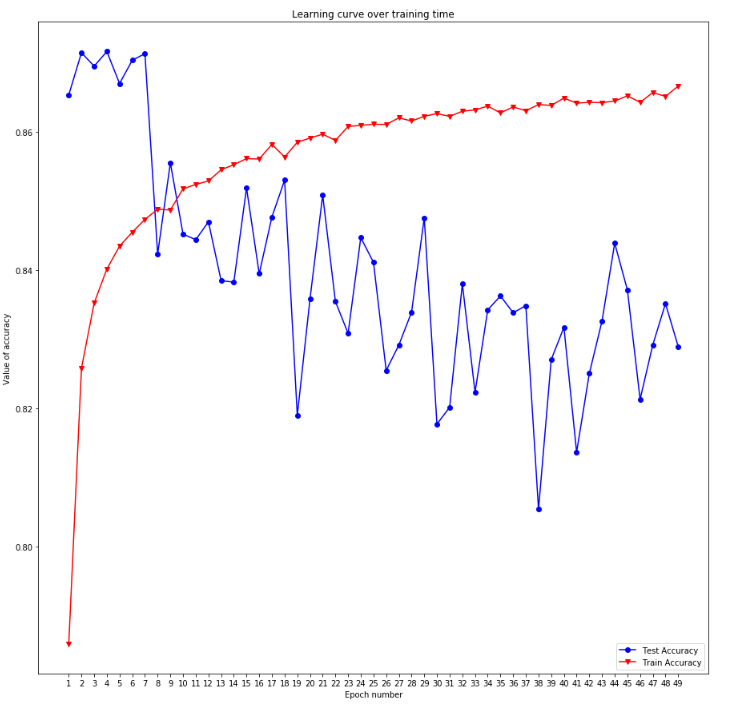 Learning curve over training time
Value of accuracy
0.86
0.84
0.82
0.80
Test Accuracy
Train Accuracy
1 2 3 4 5 6 7 8 9 10 11 12 13 14 15 16 17 18 19 20 21 22 23 24 25 26 27 28 29 30 31 32 33 34 35 36 37 38 39 40 41 42 43 44 45 46 47 48 49
Epoch number